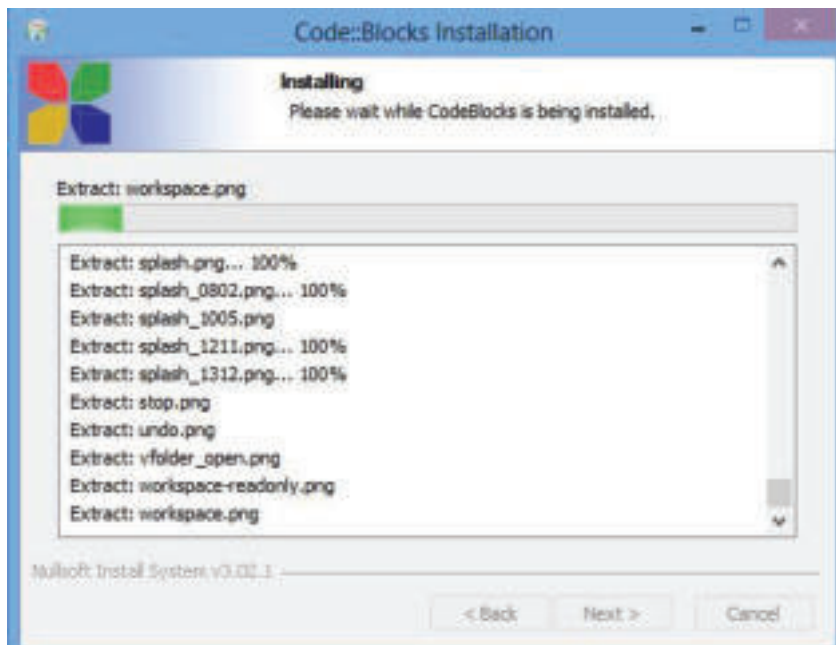 Code::Blocks Installation
Installing
Please wait while CodeBlocks is being installed.
Extract: workspace.png
Extract: splash.png... 100%
Extract: splash_0802.png... 100%
Extract: splash_1005.png
Extract: splash_1211.png... 100%
Extract: splash_1312.png... 100%
Extract: stop.png
Extract: undo.png
Extract: vfolder_open.png
Extract: workspace-readonly.png
Extract: workspace.png
Nullsoft Install System v3.02.1
< Back Next > Cancel